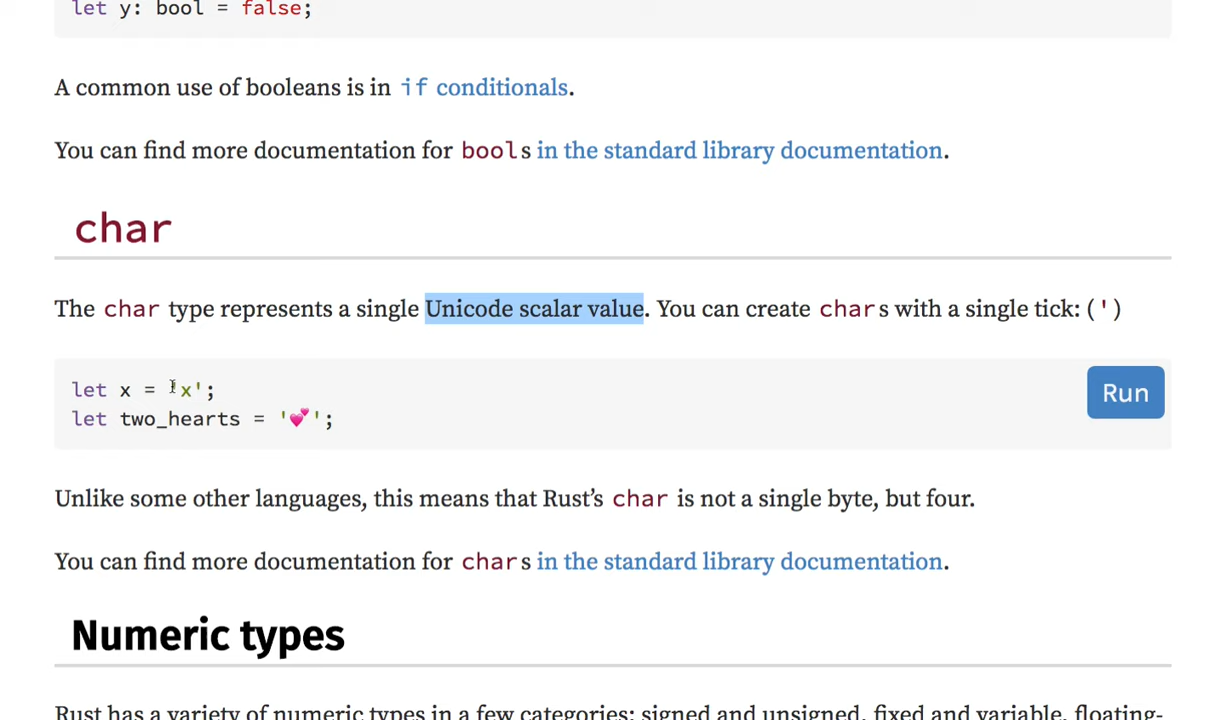 let y: bool = false;
A common use of booleans is in if conditionals.
You can find more documentation for bools in the standard library documentation.
char
The char type represents a single Unicode scalar value. You can create chars with a single tick: (')
let x = 'x';
Run
let two_hearts = '💕';
Unlike some other languages, this means that Rust’s char is not a single byte, but four.
You can find more documentation for chars in the standard library documentation.
Numeric types
Rust has a variety of numeric types in a few categories: signed and unsigned, fixed and variable, floating-